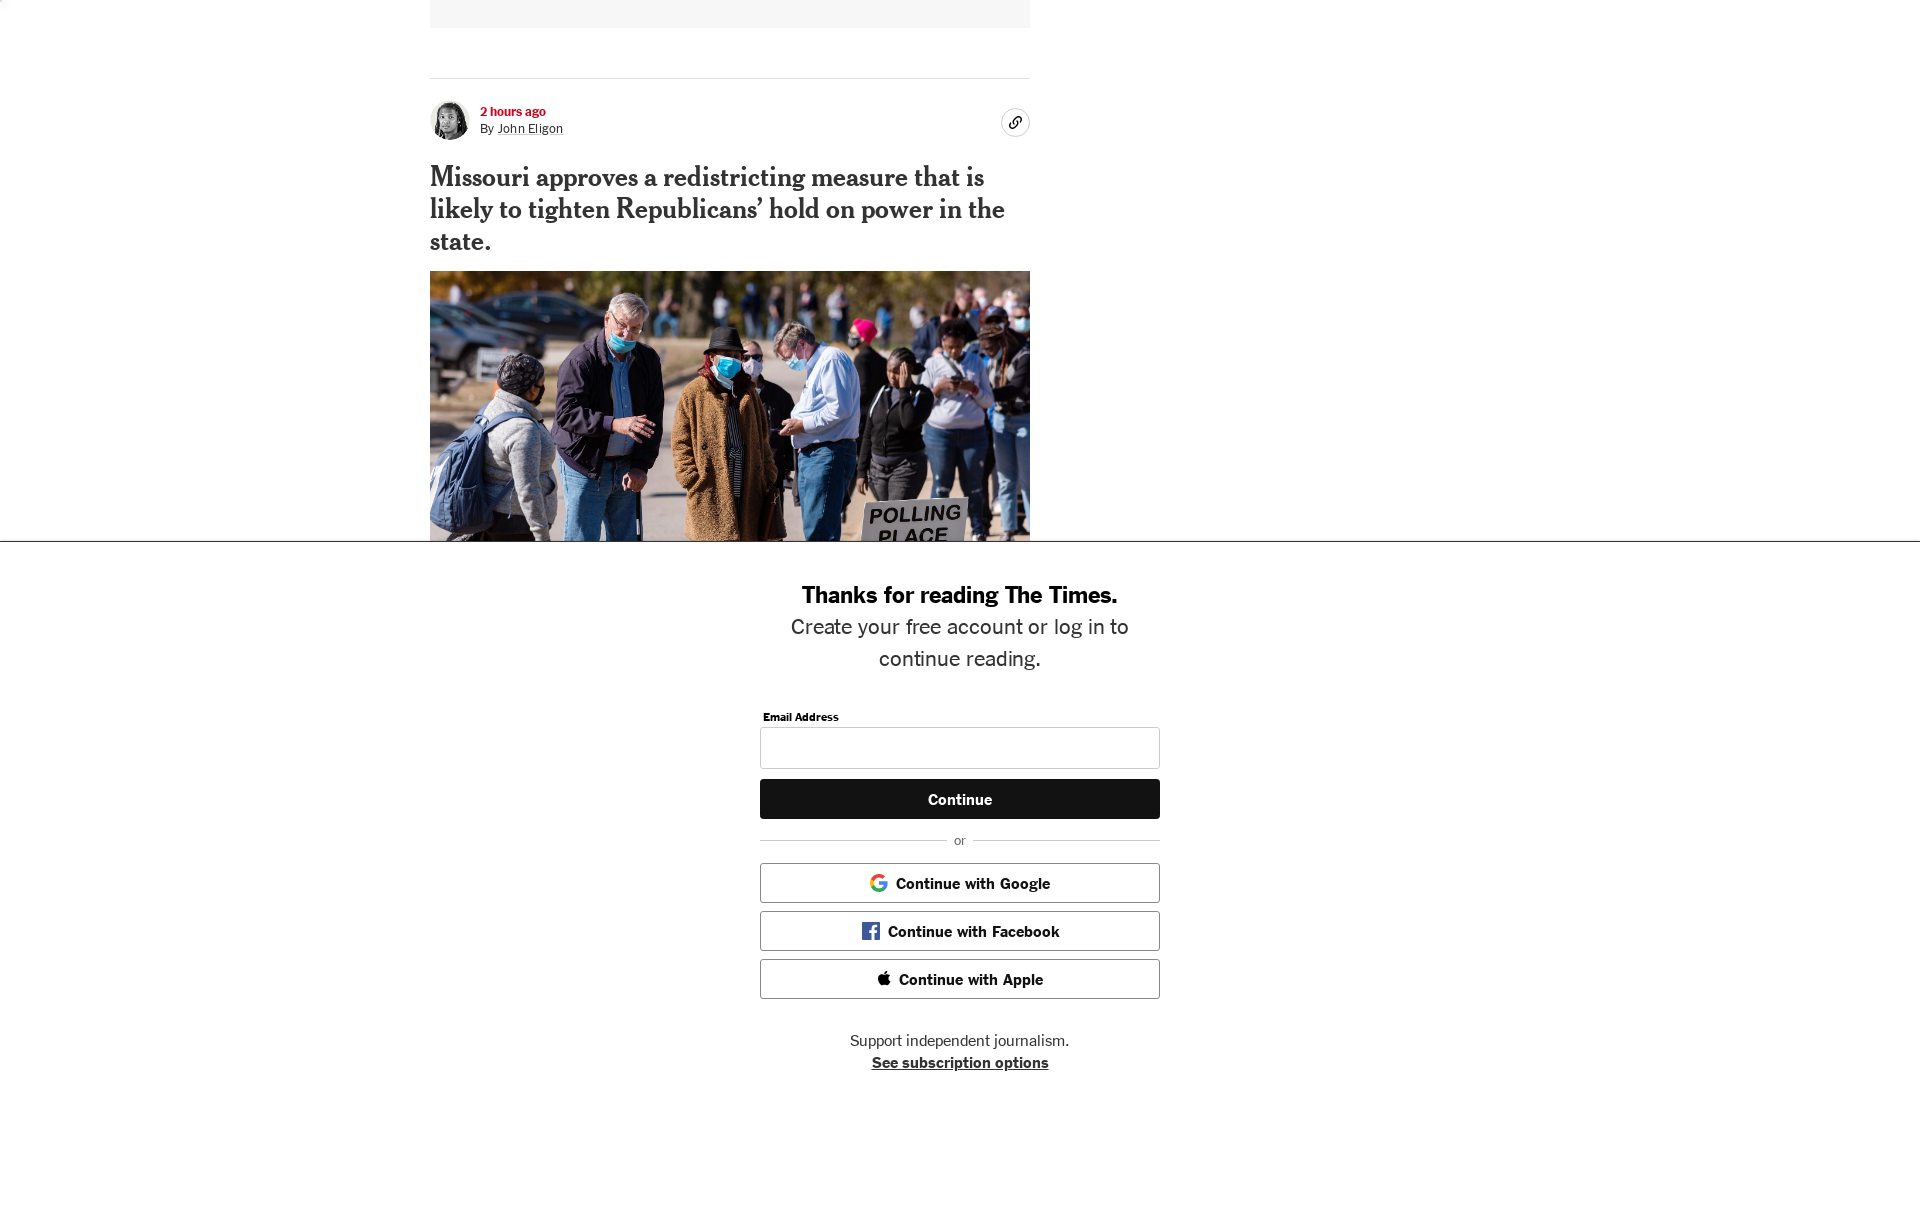 2 hours ago
By John Eligon
Missouri approves a redistricting measure that is
likely to tighten Republicans’ hold on power in the
state.
POLLING
PLACE
Thanks for reading The Times.
Create your free account or log in to
continue reading.
Email Address
Continue
or
Continue with Google
Continue with Facebook
Continue with Apple
Support independent journalism.
See subscription options